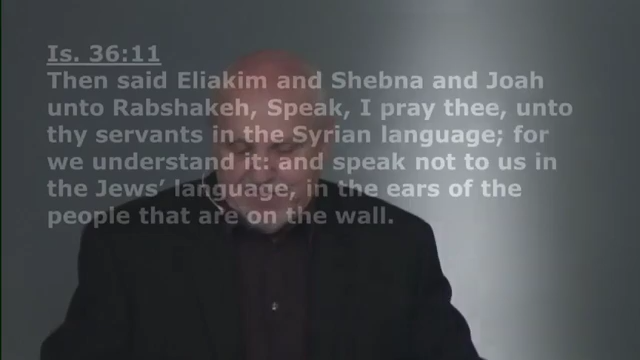 Is. 36:11
Then said Eliakim and Shebna and Joah
unto Rabshakeh, Speak, I pray thee, unto
thy servants in the Syrian language; for
we understand it: and speak not to us in
the Jews’ language, in the ears of the
people that are on the wall.